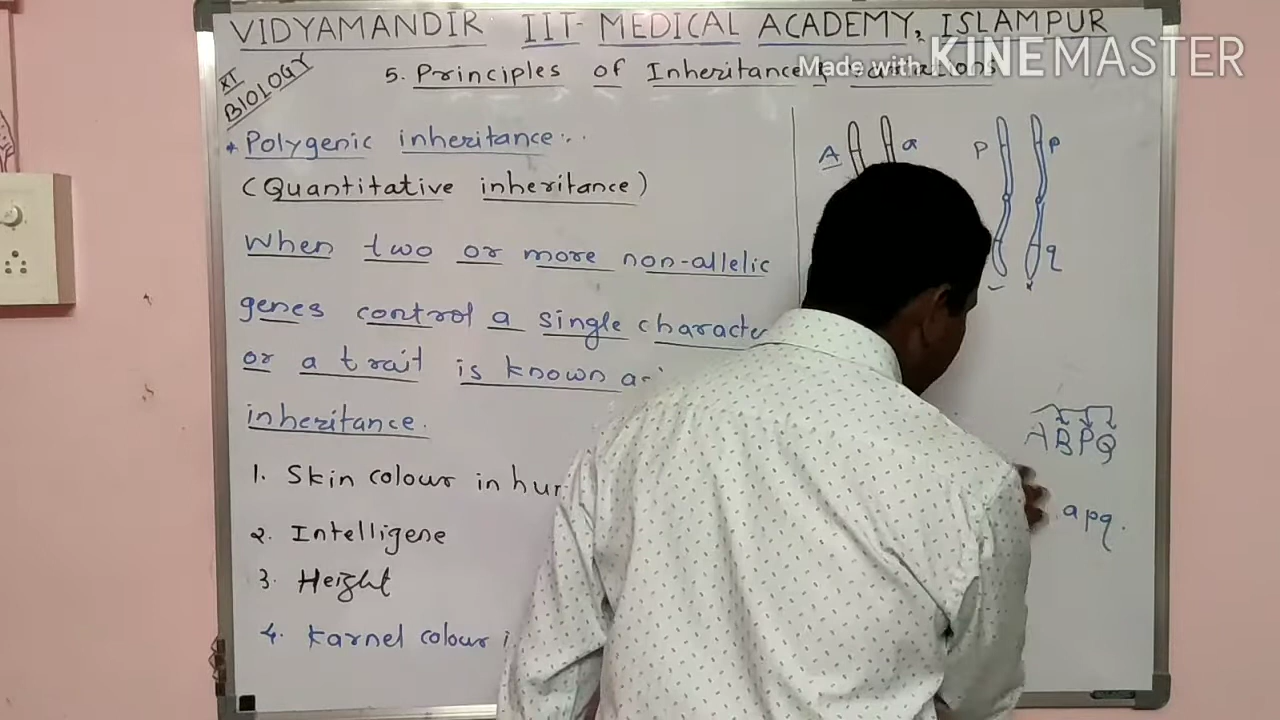 VIDYAMANDIR IIT- MEDICAL ACADEMY, ISLAMPUR
Made with KINEMASTER
XI
BIOLOGY
5. Principles of Inheritance
* Polygenic inheritance:
(Quantitative inheritance)
When two or more non-allelic
genes control a single characte
or a trait is known as
inheritance.
1. Skin colour in hu
2. Intelligene
3. Height
4. Karnel colour i
A a P P
q
ABPQ
apq.